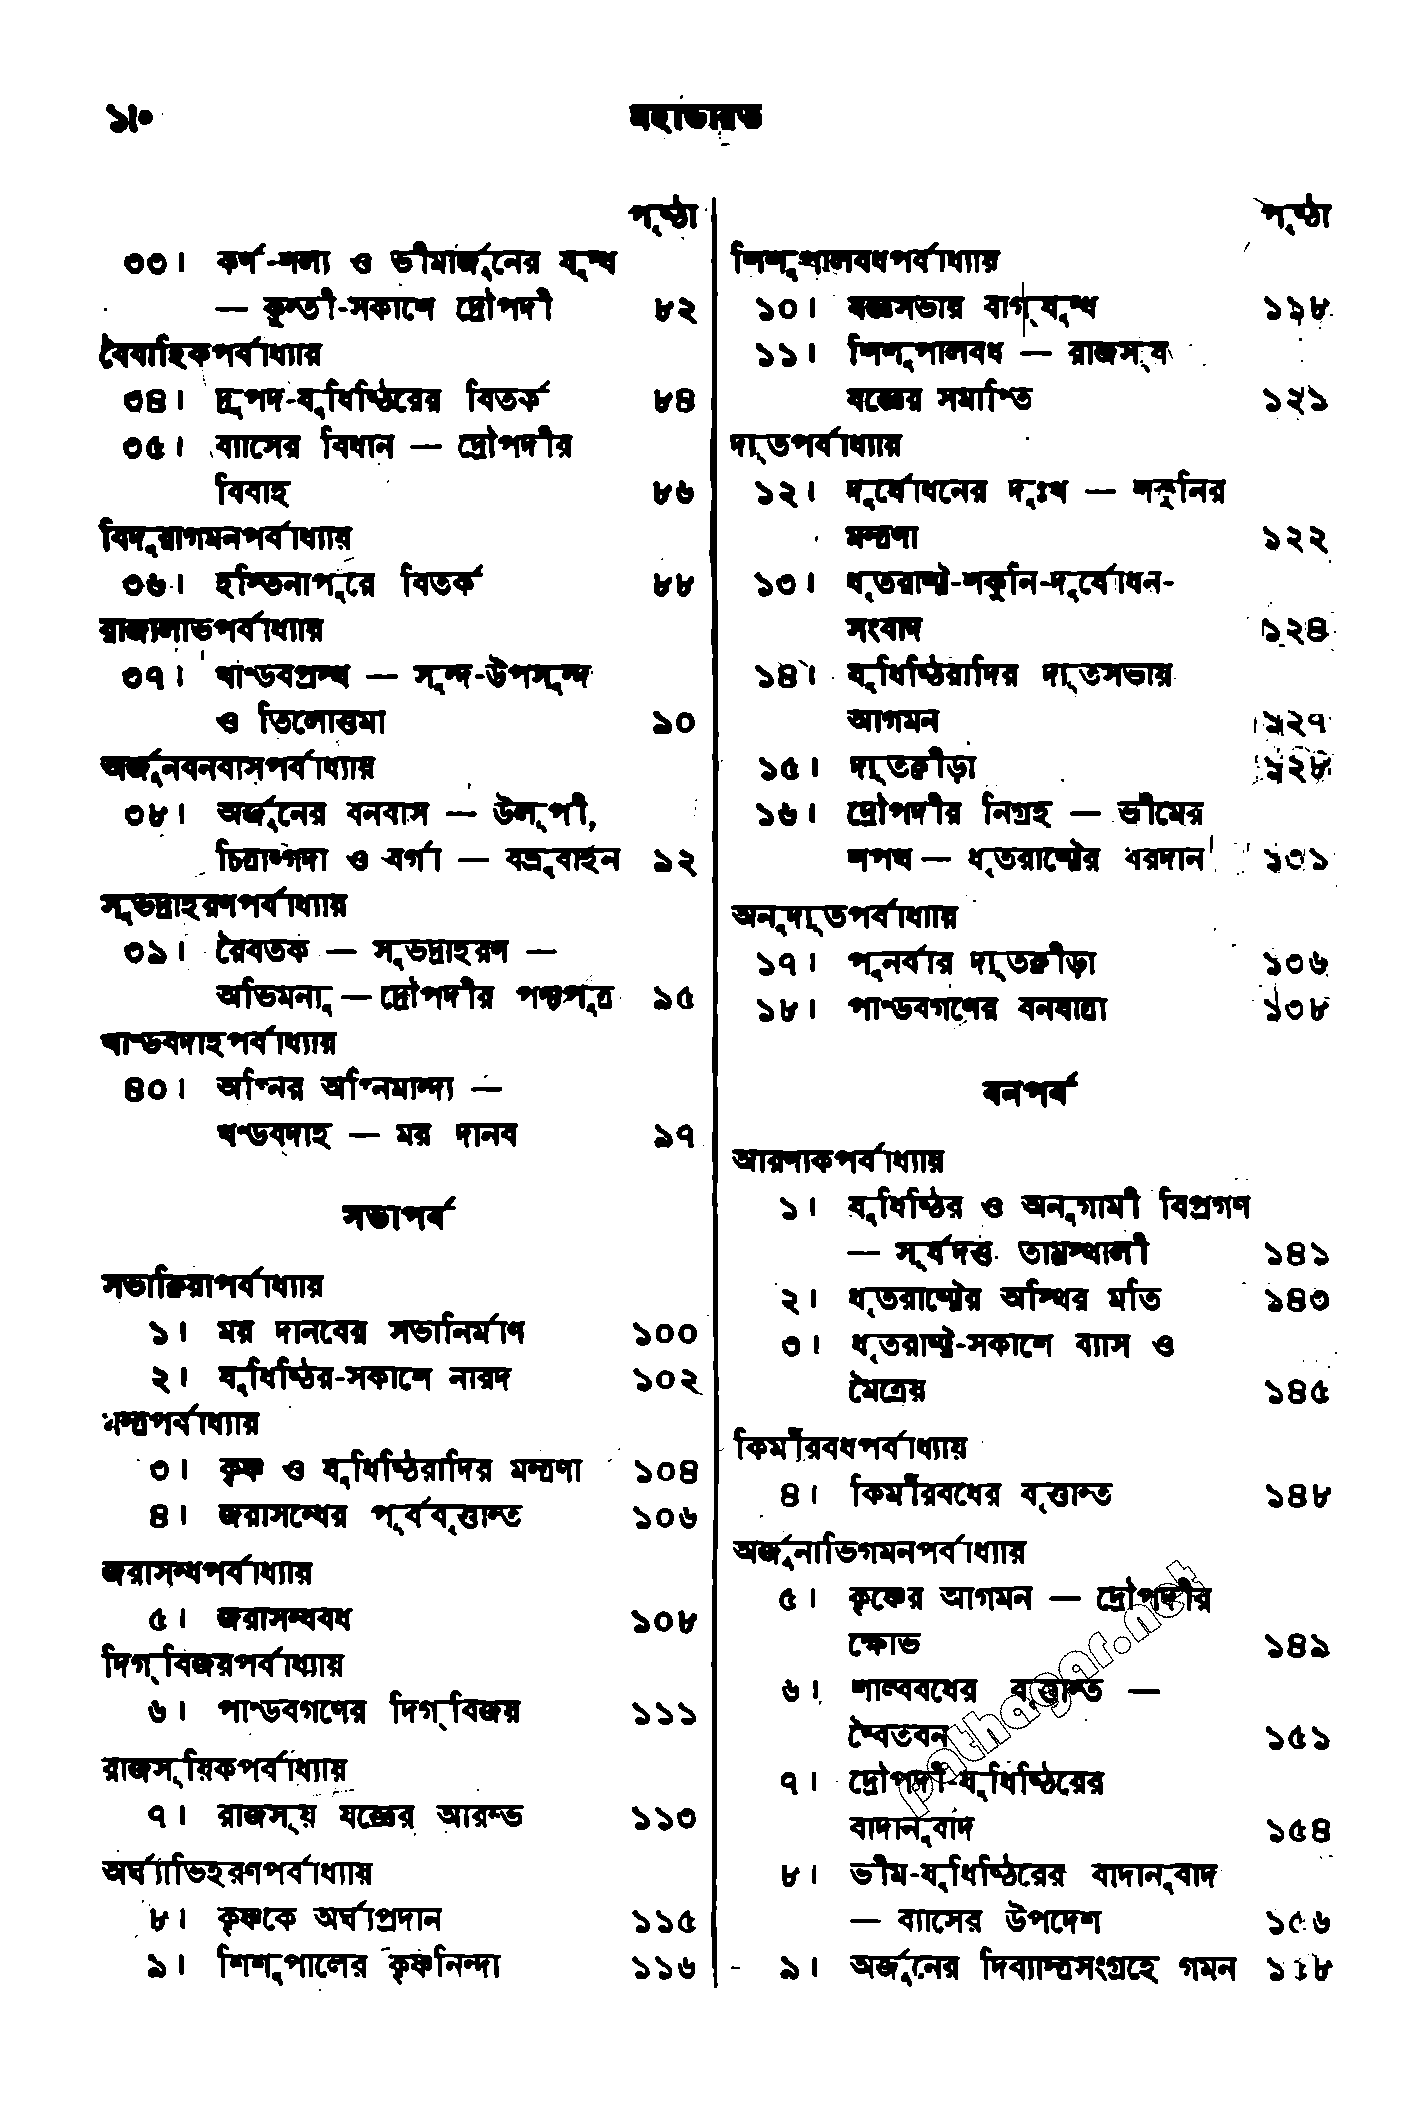 ১৷০
মহাভারত
পৃষ্ঠা
৩৩। কর্ণ-শল্য ও ভীমার্জুনের যুদ্ধ
— কুন্তী-সকাশে দ্রৌপদী ৮২
বৈবাহিকপর্বাধ্যায়
৩৪। দ্রুপদ-যুধিষ্ঠিরের বিতর্ক ৮৪
৩৫। ব্যাসের বিধান — দ্রৌপদীর
বিবাহ ৮৬
বিদুরাগমনপর্বাধ্যায়
৩৬। হস্তিনাপুরে বিতর্ক ৮৮
রাজ্যলাভপর্বাধ্যায়
৩৭। খাণ্ডবপ্রস্থ — সুন্দ-উপসুন্দ
ও তিলোত্তমা ৯০
অর্জুনবনবাসপর্বাধ্যায়
৩৮। অর্জুনের বনবাস — উলূপী,
চিত্রাঙ্গদা ও বর্গা — বভ্রুবাহন ৯২
সুভদ্রাহরণপর্বাধ্যায়
৩৯। রৈবতক — সুভদ্রাহরণ —
অভিমন্যু — দ্রৌপদীর পঞ্চপুত্র ৯৫
খাণ্ডবদাহপর্বাধ্যায়
৪০। অগ্নির অগ্নিমান্দ্য —
খাণ্ডবদাহ — ময় দানব ৯৭
সভাপর্ব
সভাক্রিয়াপর্বাধ্যায়
১। ময় দানবের সভানির্মাণ ১০০
২। যুধিষ্ঠির-সকাশে নারদ ১০২
মন্ত্রপর্বাধ্যায়
৩। কৃষ্ণ ও যুধিষ্ঠিরাদির মন্ত্রণা ১০৪
৪। জরাসন্ধের পূর্ববৃত্তান্ত ১০৬
জরাসন্ধপর্বাধ্যায়
৫। জরাসন্ধবধ ১০৮
দিগ্‌বিজয়পর্বাধ্যায়
৬। পাণ্ডবগণের দিগ্‌বিজয় ১১১
রাজসূয়িকপর্বাধ্যায়
৭। রাজসূয় যজ্ঞের আরম্ভ ১১৩
অর্ঘ্যাভিহরণপর্বাধ্যায়
৮। কৃষ্ণকে অর্ঘ্যপ্রদান ১১৫
৯। শিশুপালের কৃষ্ণনিন্দা ১১৬
পৃষ্ঠা
শিশুপালবধপর্বাধ্যায়
১০। যজ্ঞসভায় বাগ্‌যুদ্ধ ১১৮
১১। শিশুপালবধ — রাজসূয়
যজ্ঞের সমাপ্তি ১২১
দ্যূতপর্বাধ্যায়
১২। দুর্যোধনের দুঃখ — শকুনির
মন্ত্রণা ১২২
১৩। ধৃতরাষ্ট্র-শকুনি-দুর্যোধন-
সংবাদ ১২৪
১৪। যুধিষ্ঠিরাদির দ্যূতসভায়
আগমন ১২৭
১৫। দ্যূতক্রীড়া ১২৮
১৬। দ্রৌপদীর নিগ্রহ — ভীমের
শপথ — ধৃতরাষ্ট্রের বরদান ১৩১
অনুদ্যূতপর্বাধ্যায়
১৭। পুনর্বার দ্যূতক্রীড়া ১৩৬
১৮। পাণ্ডবগণের বনযাত্রা ১৩৮
বনপর্ব
আরণ্যকপর্বাধ্যায়
১। যুধিষ্ঠির ও অনুগামী বিপ্রগণ
— সূর্যদত্ত তাম্রস্থালী ১৪১
২। ধৃতরাষ্ট্রের অস্থির মতি ১৪৩
৩। ধৃতরাষ্ট্র-সকাশে ব্যাস ও
মৈত্রেয় ১৪৫
কির্মীরবধপর্বাধ্যায়
৪। কির্মীরবধের বৃত্তান্ত ১৪৮
অর্জুনাভিগমনপর্বাধ্যায়
৫। কৃষ্ণের আগমন — দ্রৌপদীর
ক্ষোভ ১৪৯
৬। শাল্ববধের বৃত্তান্ত —
দ্বৈতবন ১৫১
৭। দ্রৌপদী-যুধিষ্ঠিরের
বাদানুবাদ ১৫৪
৮। ভীম-যুধিষ্ঠিরের বাদানুবাদ
— ব্যাসের উপদেশ ১৫৬
৯। অর্জুনের দিব্যাস্ত্রসংগ্রহে গমন
pathagar.net